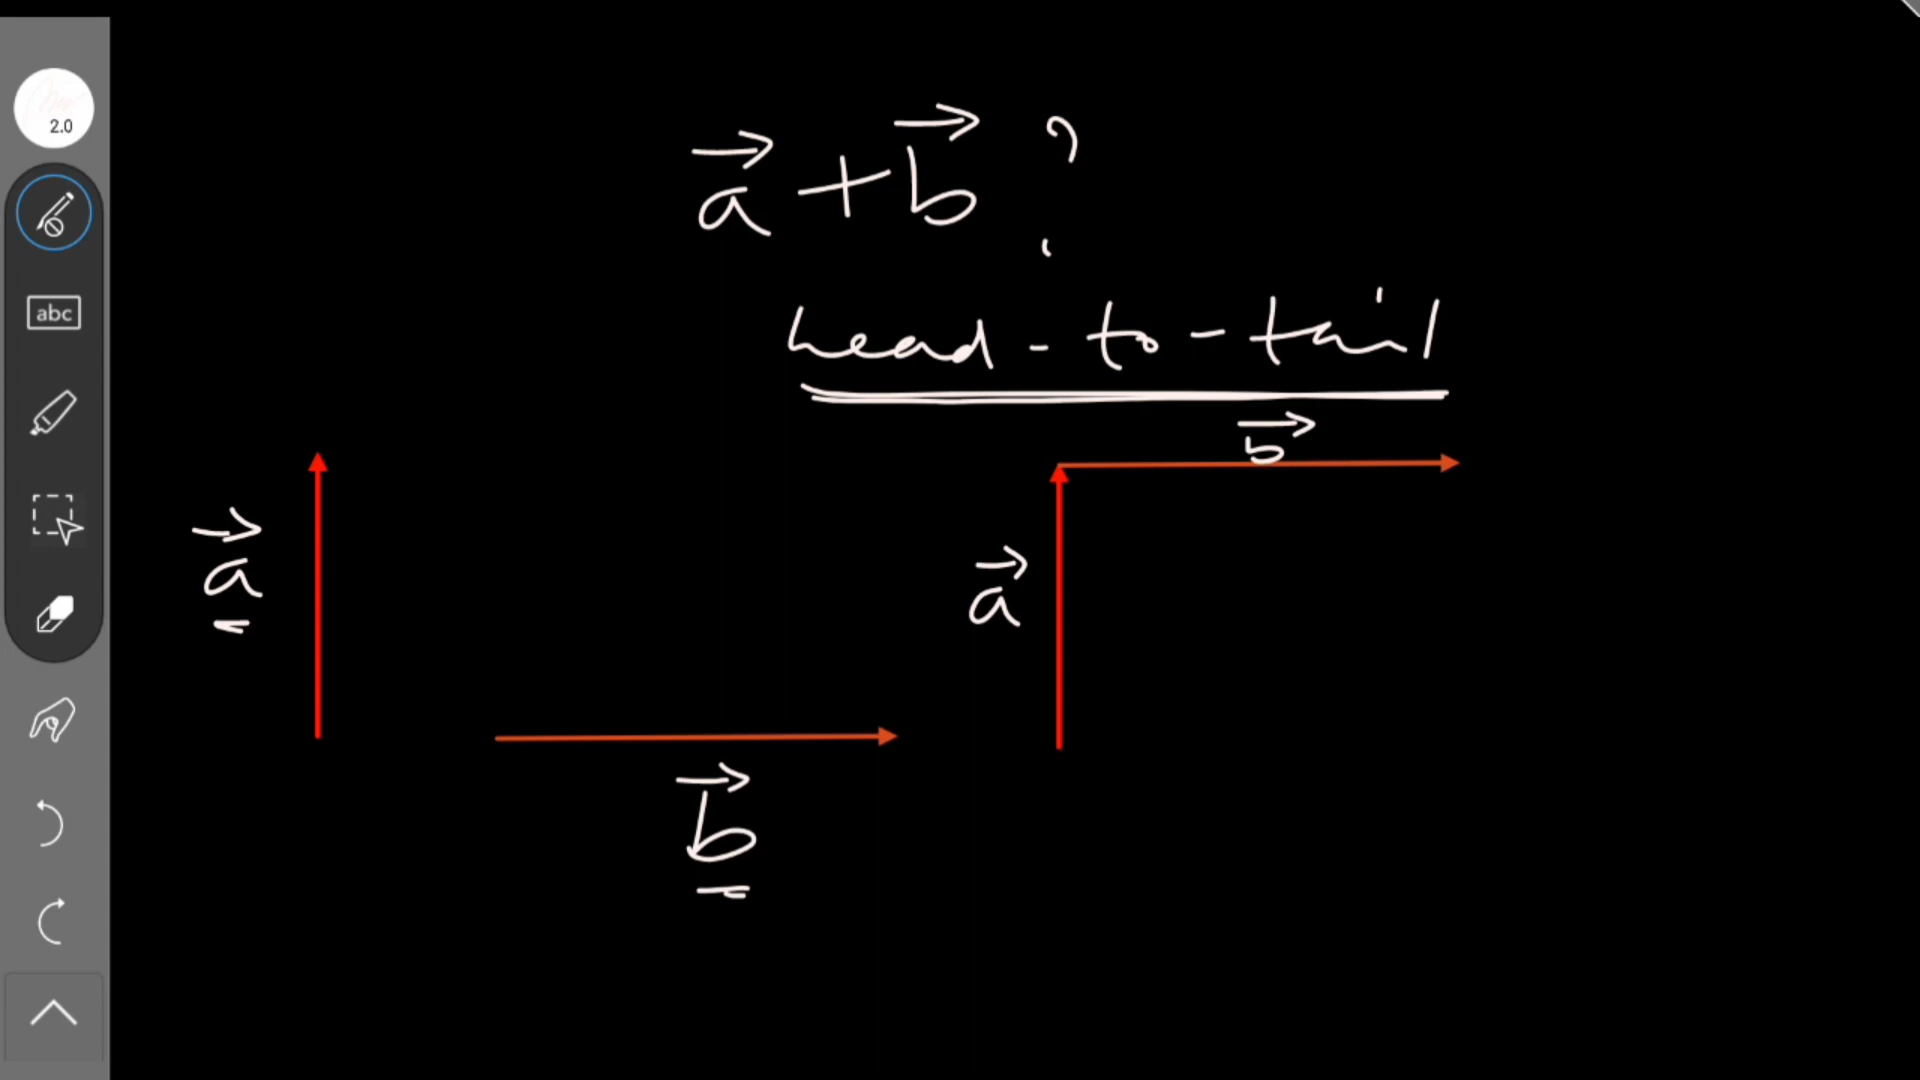 2.0
abc
a⃗ + b⃗ ?
head-to-tail
b⃗
a⃗
a⃗
b⃗